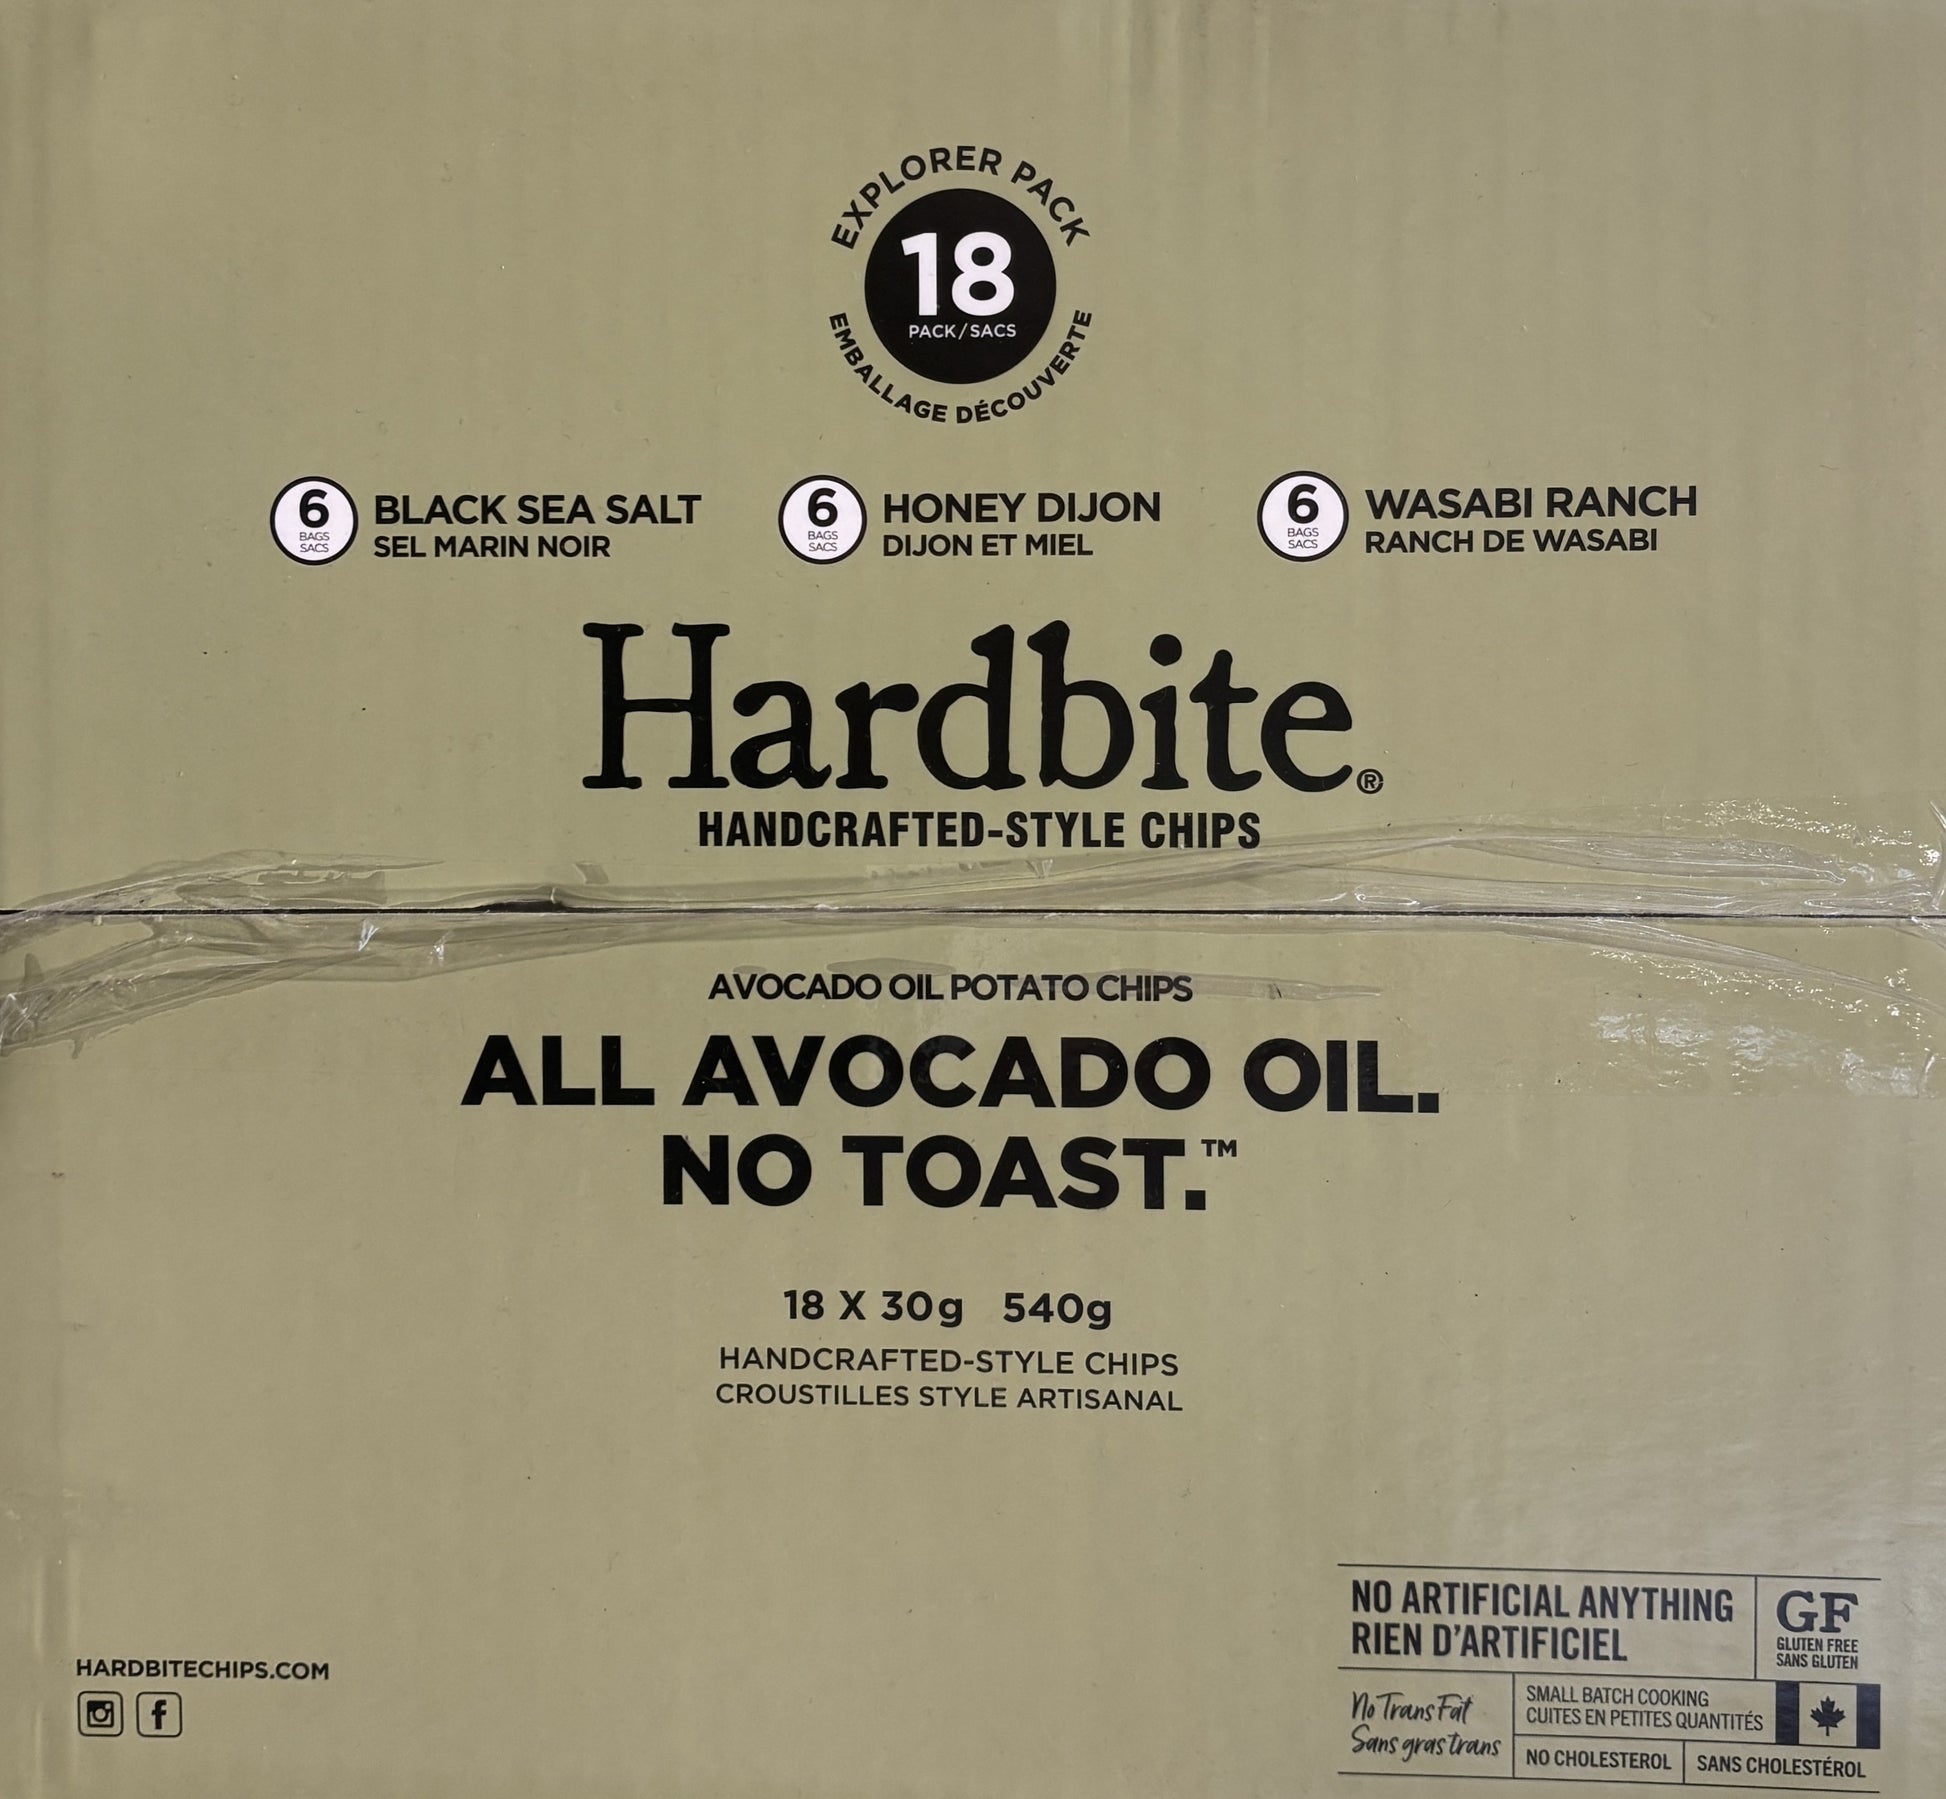 EXPLORER PACK
18
PACK/SACS
EMBALLAGE DÉCOUVERTE
6
BAGS
SACS
BLACK SEA SALT
SEL MARIN NOIR
6
BAGS
SACS
HONEY DIJON
DIJON ET MIEL
6
BAGS
SACS
WASABI RANCH
RANCH DE WASABI
Hardbite®
HANDCRAFTED-STYLE CHIPS
AVOCADO OIL POTATO CHIPS
ALL AVOCADO OIL.
NO TOAST.™
18 X 30g 540g
HANDCRAFTED-STYLE CHIPS
CROUSTILLES STYLE ARTISANAL
HARDBITECHIPS.COM
NO ARTIFICIAL ANYTHING
RIEN D'ARTIFICIEL
GF
GLUTEN FREE
SANS GLUTEN
No Trans Fat
Sans gras trans
SMALL BATCH COOKING
CUITES EN PETITES QUANTITÉS
NO CHOLESTEROL
SANS CHOLESTÉROL